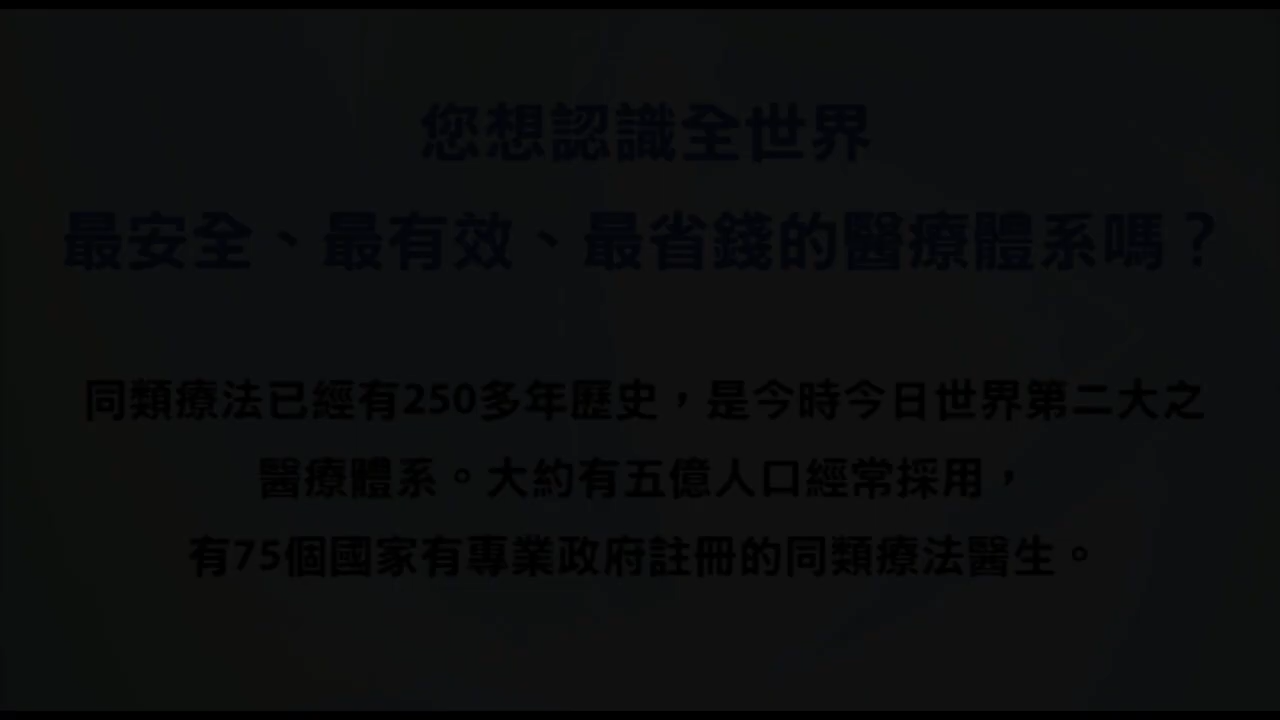 您想認識全世界
最安全、最有效、最省錢的醫療體系嗎？
同類療法已經有250多年歷史，是今時今日世界第二大之
醫療體系。大約有五億人口經常採用，
有75個國家有專業政府註冊的同類療法醫生。